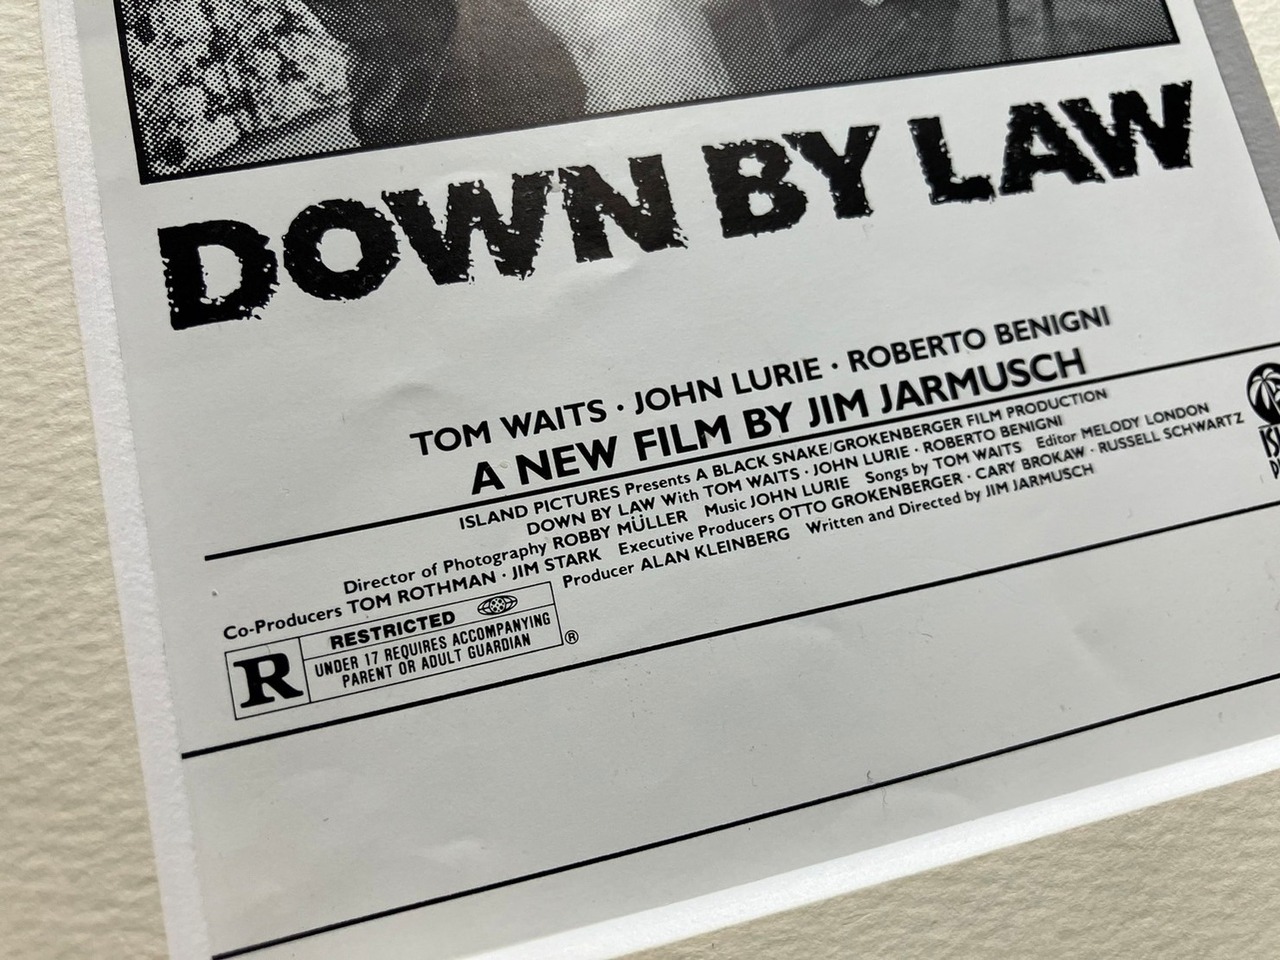 DOWN BY LAW
TOM WAITS · JOHN LURIE · ROBERTO BENIGNI
A NEW FILM BY JIM JARMUSCH
ISLAND PICTURES Presents A BLACK SNAKE/GROKENBERGER FILM PRODUCTION
DOWN BY LAW With TOM WAITS · JOHN LURIE · ROBERTO BENIGNI
Director of Photography ROBBY MÜLLER Music JOHN LURIE Songs by TOM WAITS Editor MELODY LONDON
Co-Producers TOM ROTHMAN · JIM STARK Executive Producers OTTO GROKENBERGER · CARY BROKAW · RUSSELL SCHWARTZ
Producer ALAN KLEINBERG Written and Directed by JIM JARMUSCH
R RESTRICTED
UNDER 17 REQUIRES ACCOMPANYING
PARENT OR ADULT GUARDIAN ®